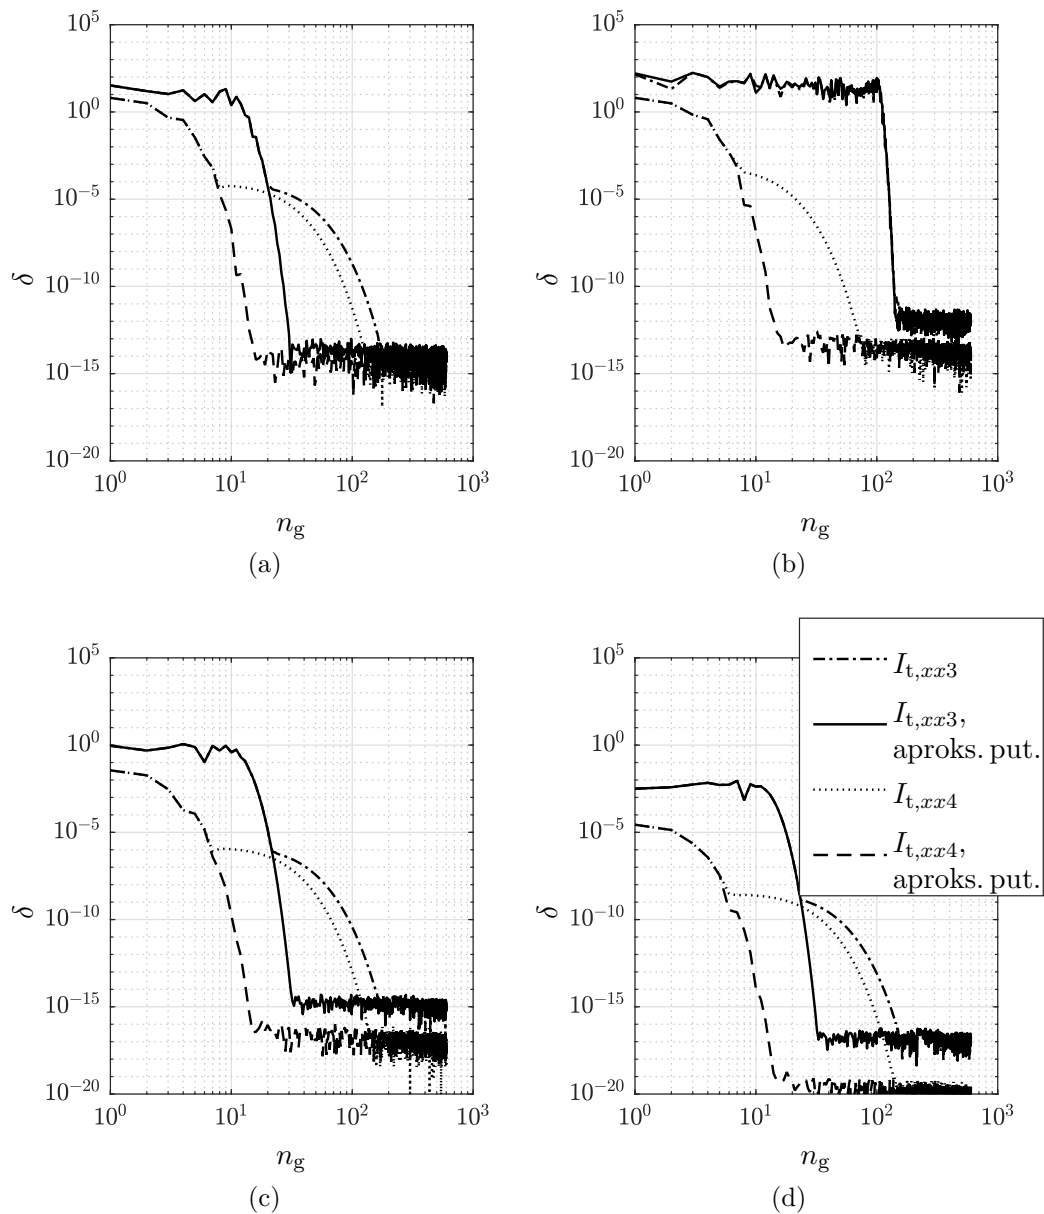 10^5 10^5
10^0 10^0
10^-5 10^-5
δ 10^-10 δ 10^-10
10^-15 10^-15
10^-20 10^-20
10^0 10^1 10^2 10^3 10^0 10^1 10^2 10^3
n_g n_g
(a) (b)
10^5 10^5
I_t,xx3
I_t,xx3,
aproks. put.
I_t,xx4
I_t,xx4,
aproks. put.
10^0 10^0
10^-5 10^-5
δ 10^-10 δ 10^-10
10^-15 10^-15
10^-20 10^-20
10^0 10^1 10^2 10^3 10^0 10^1 10^2 10^3
n_g n_g
(c) (d)